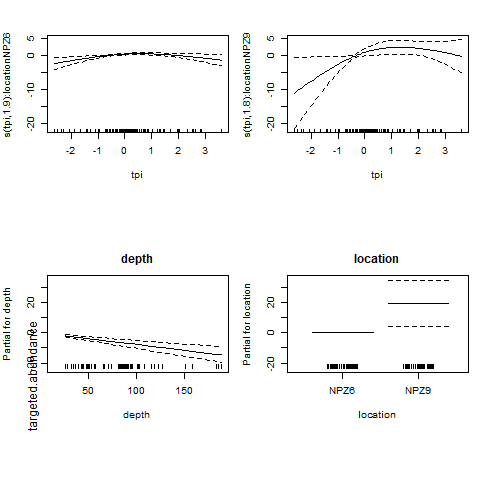 s(tpi,1.9):locationNPZ6
5
0
-10
-20
-2
-1
0
1
2
3
tpi
s(tpi,1.8):locationNPZ9
5
0
-10
-20
-2
-1
0
1
2
3
tpi
depth
Partial for depth
20
0
-20
targeted.abundance
50
100
150
depth
location
Partial for location
20
0
-20
NPZ6
NPZ9
location